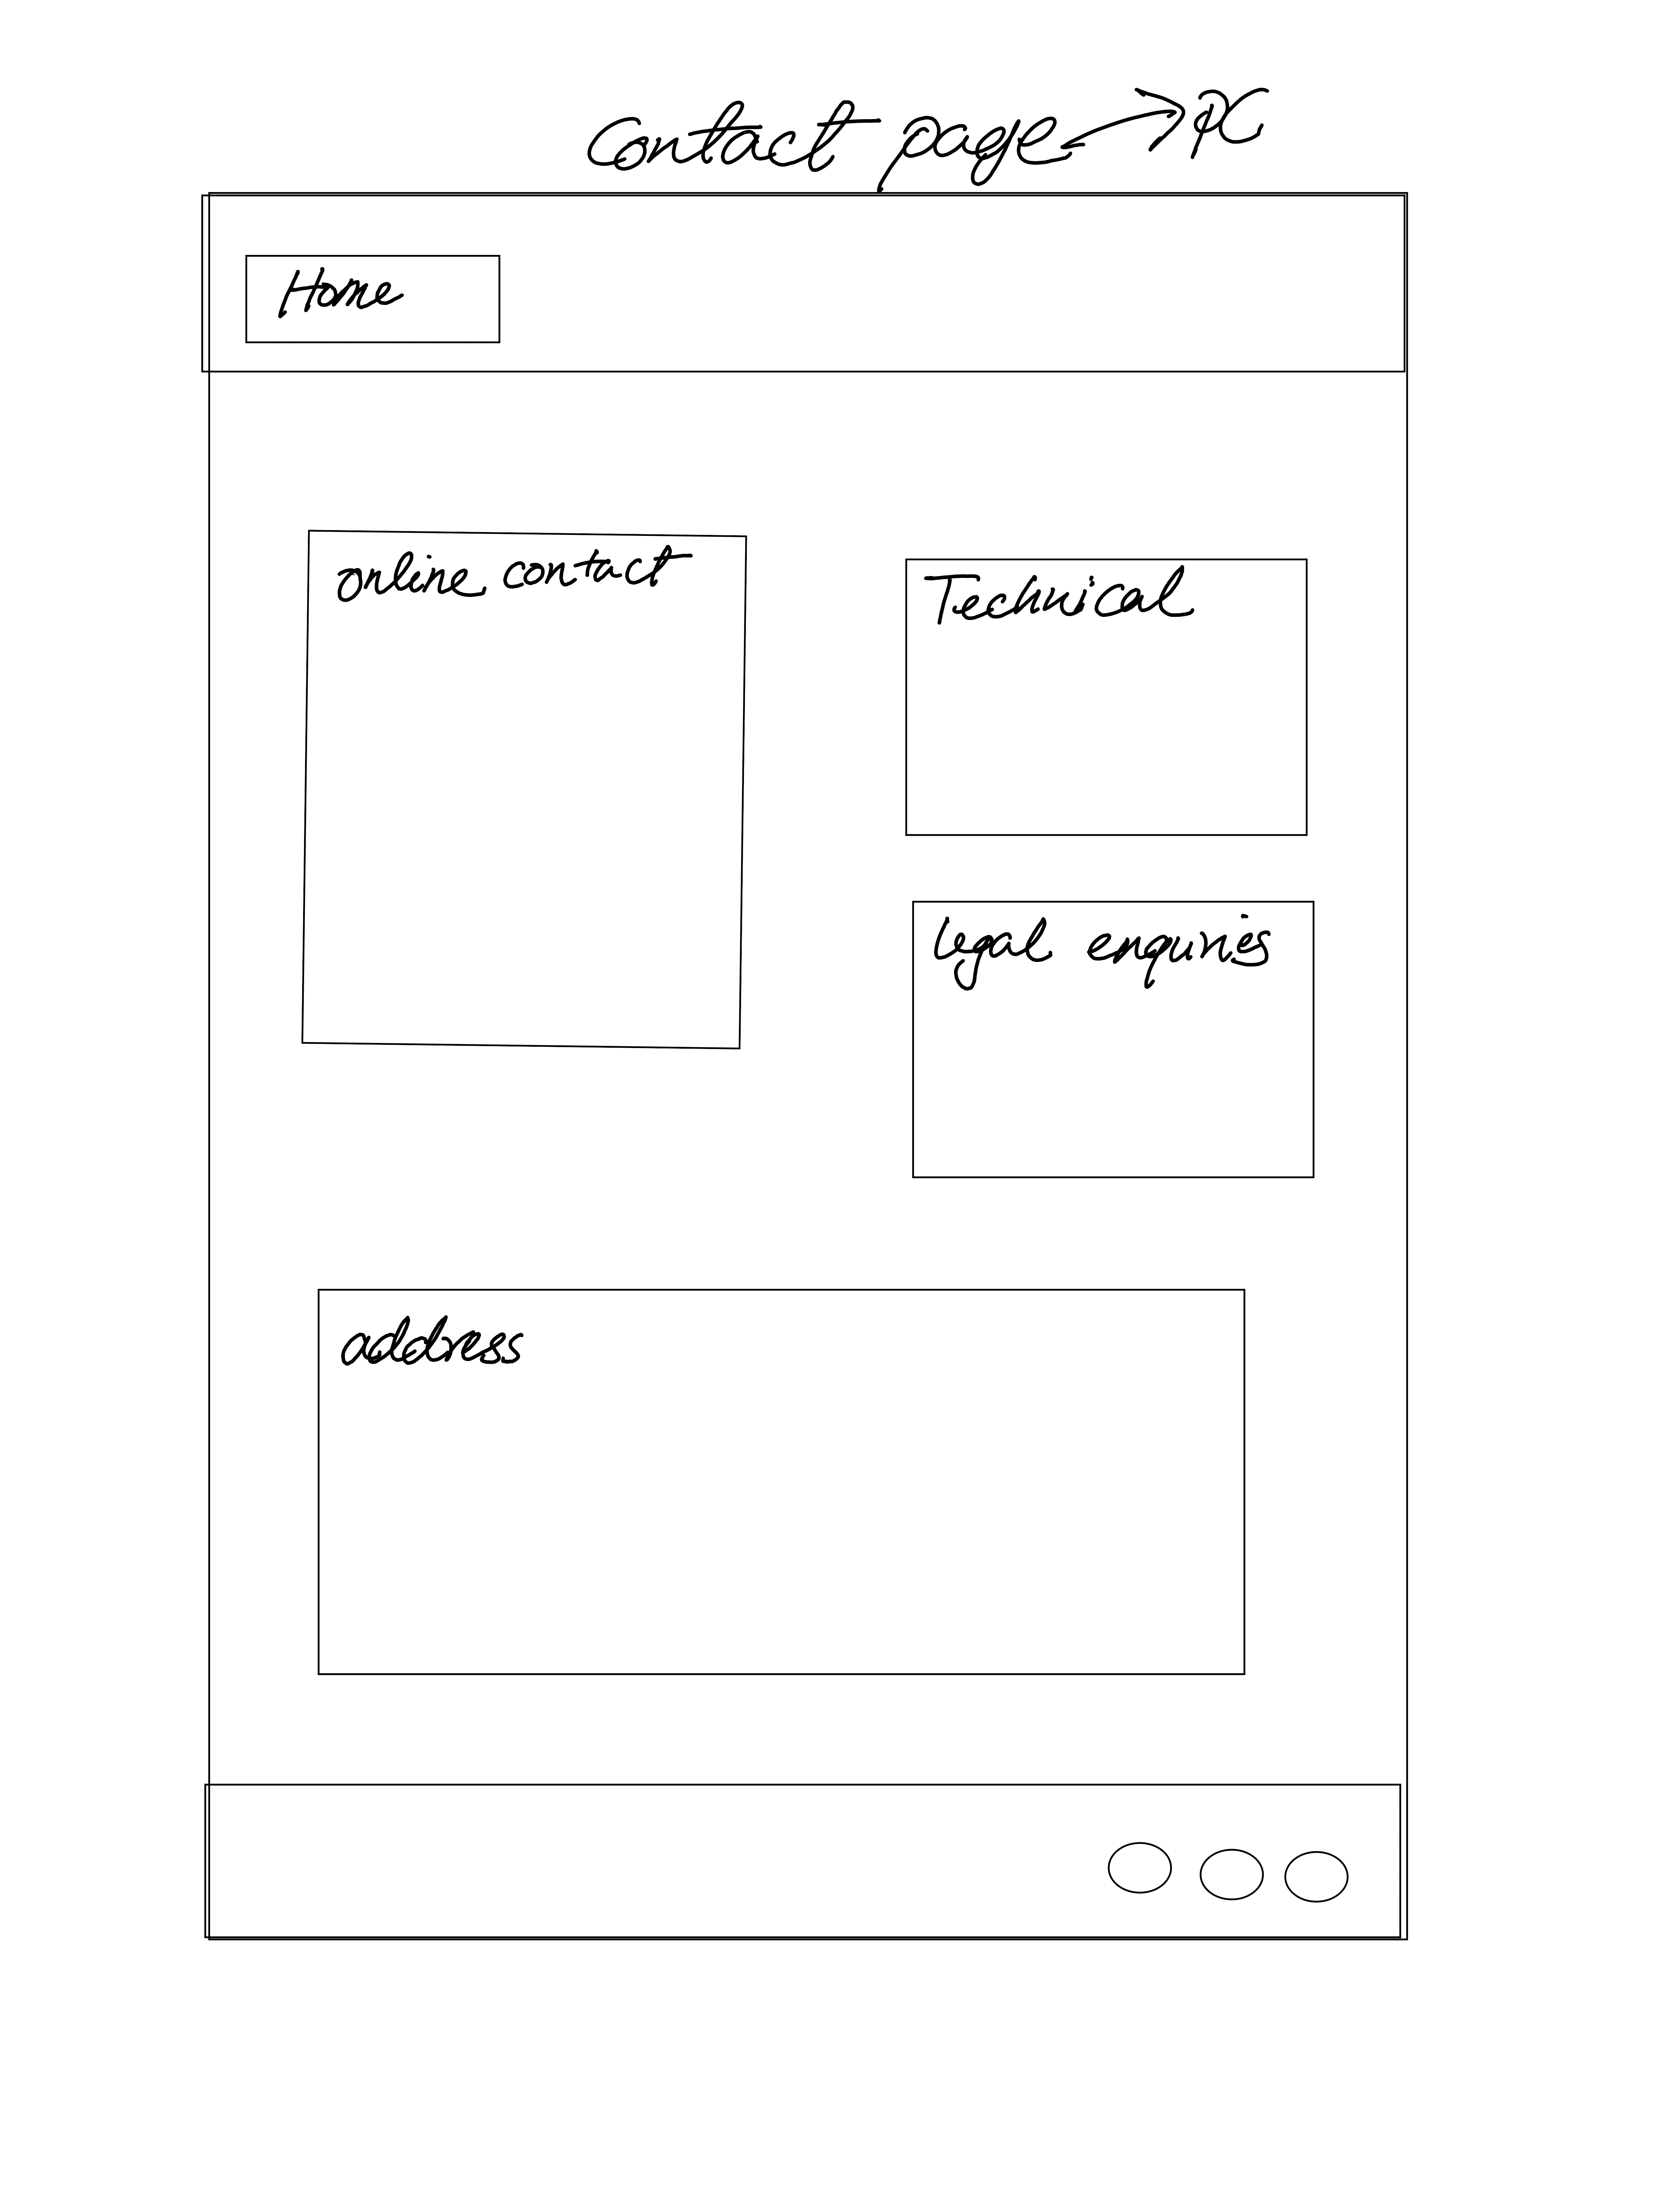 Contact page → PC
Home
online contact
Technical
Legal enquiries
address